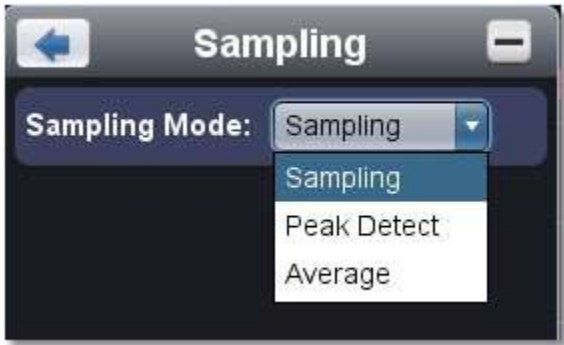 Sampling
Sampling Mode: Sampling
Sampling
Peak Detect
Average